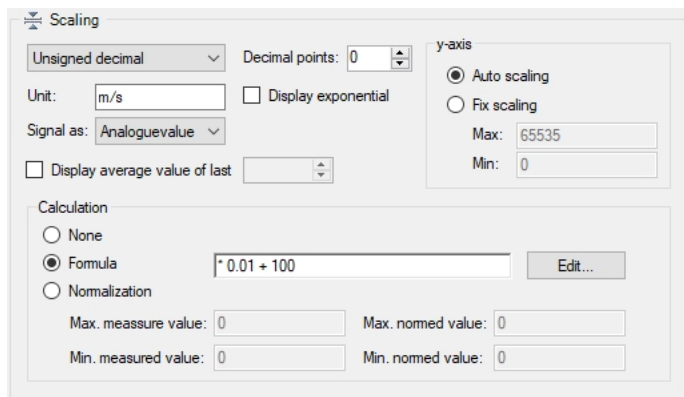 Scaling
Unsigned decimal
Decimal points: 0
Unit: m/s
Display exponential
Signal as: Analoguevalue
Display average value of last
y-axis
Auto scaling
Fix scaling
Max: 65535
Min: 0
Calculation
None
Formula * 0.01 + 100 Edit...
Normalization
Max. meassure value: 0 Max. normed value: 0
Min. measured value: 0 Min. normed value: 0